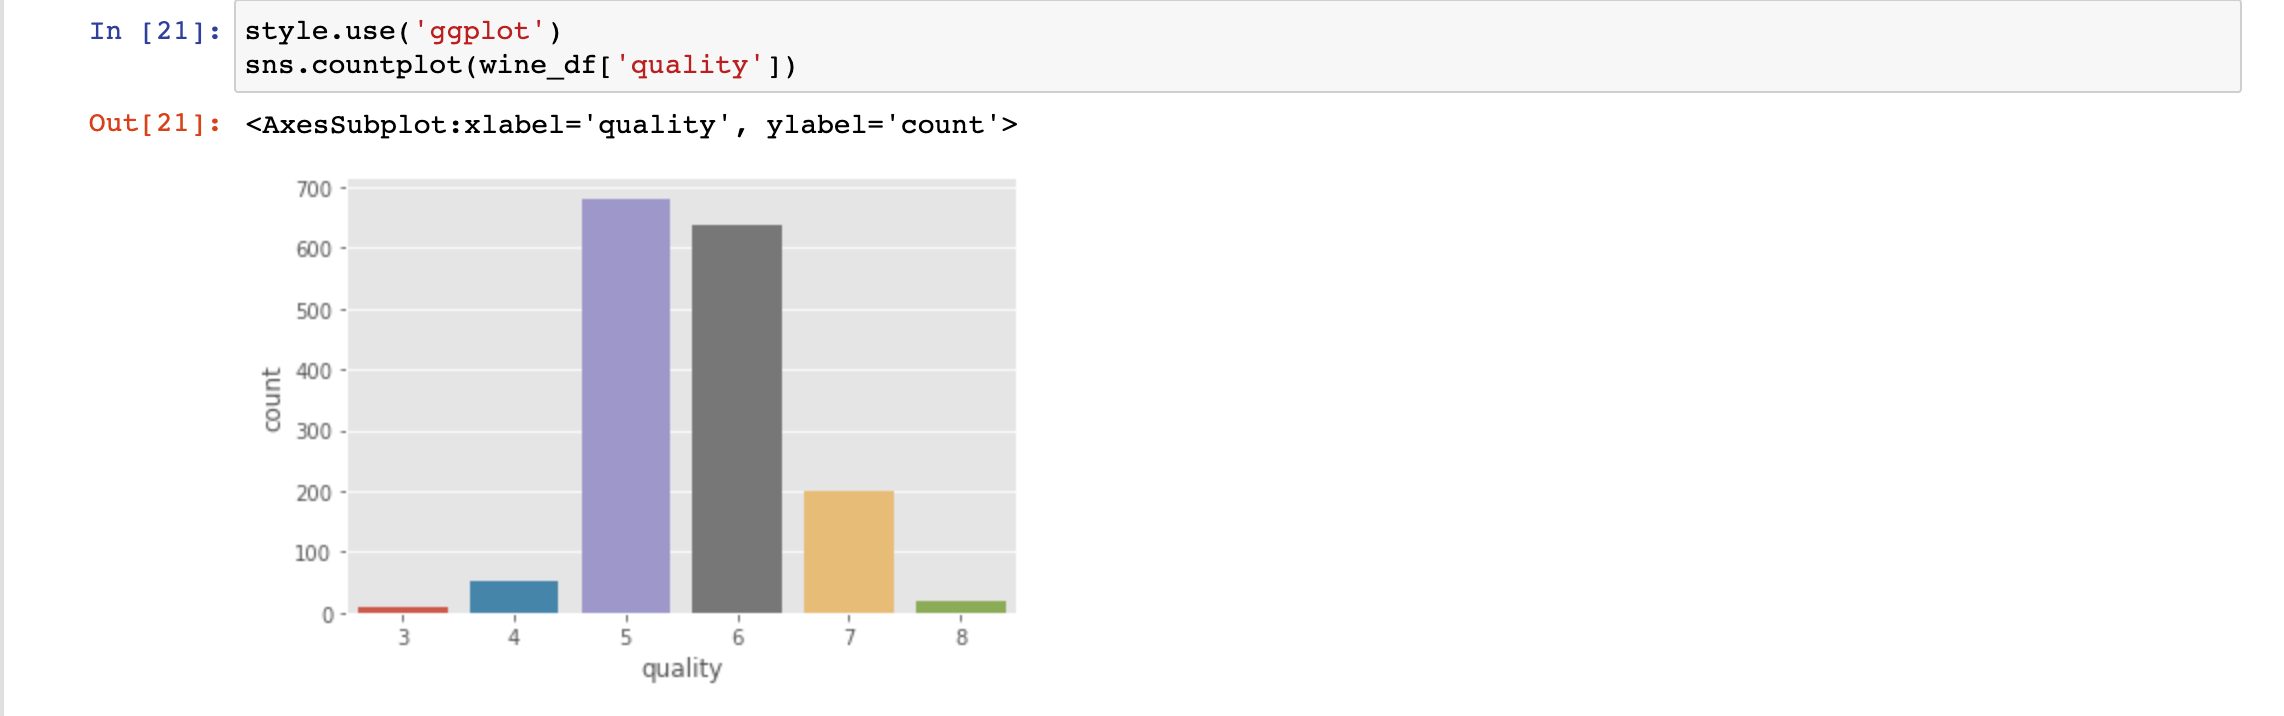 In [21]: style.use('ggplot')
sns.countplot(wine_df['quality'])
Out[21]: <AxesSubplot:xlabel='quality', ylabel='count'>
700
600
500
400
300
200
100
0
count
3 4 5 6 7 8
quality